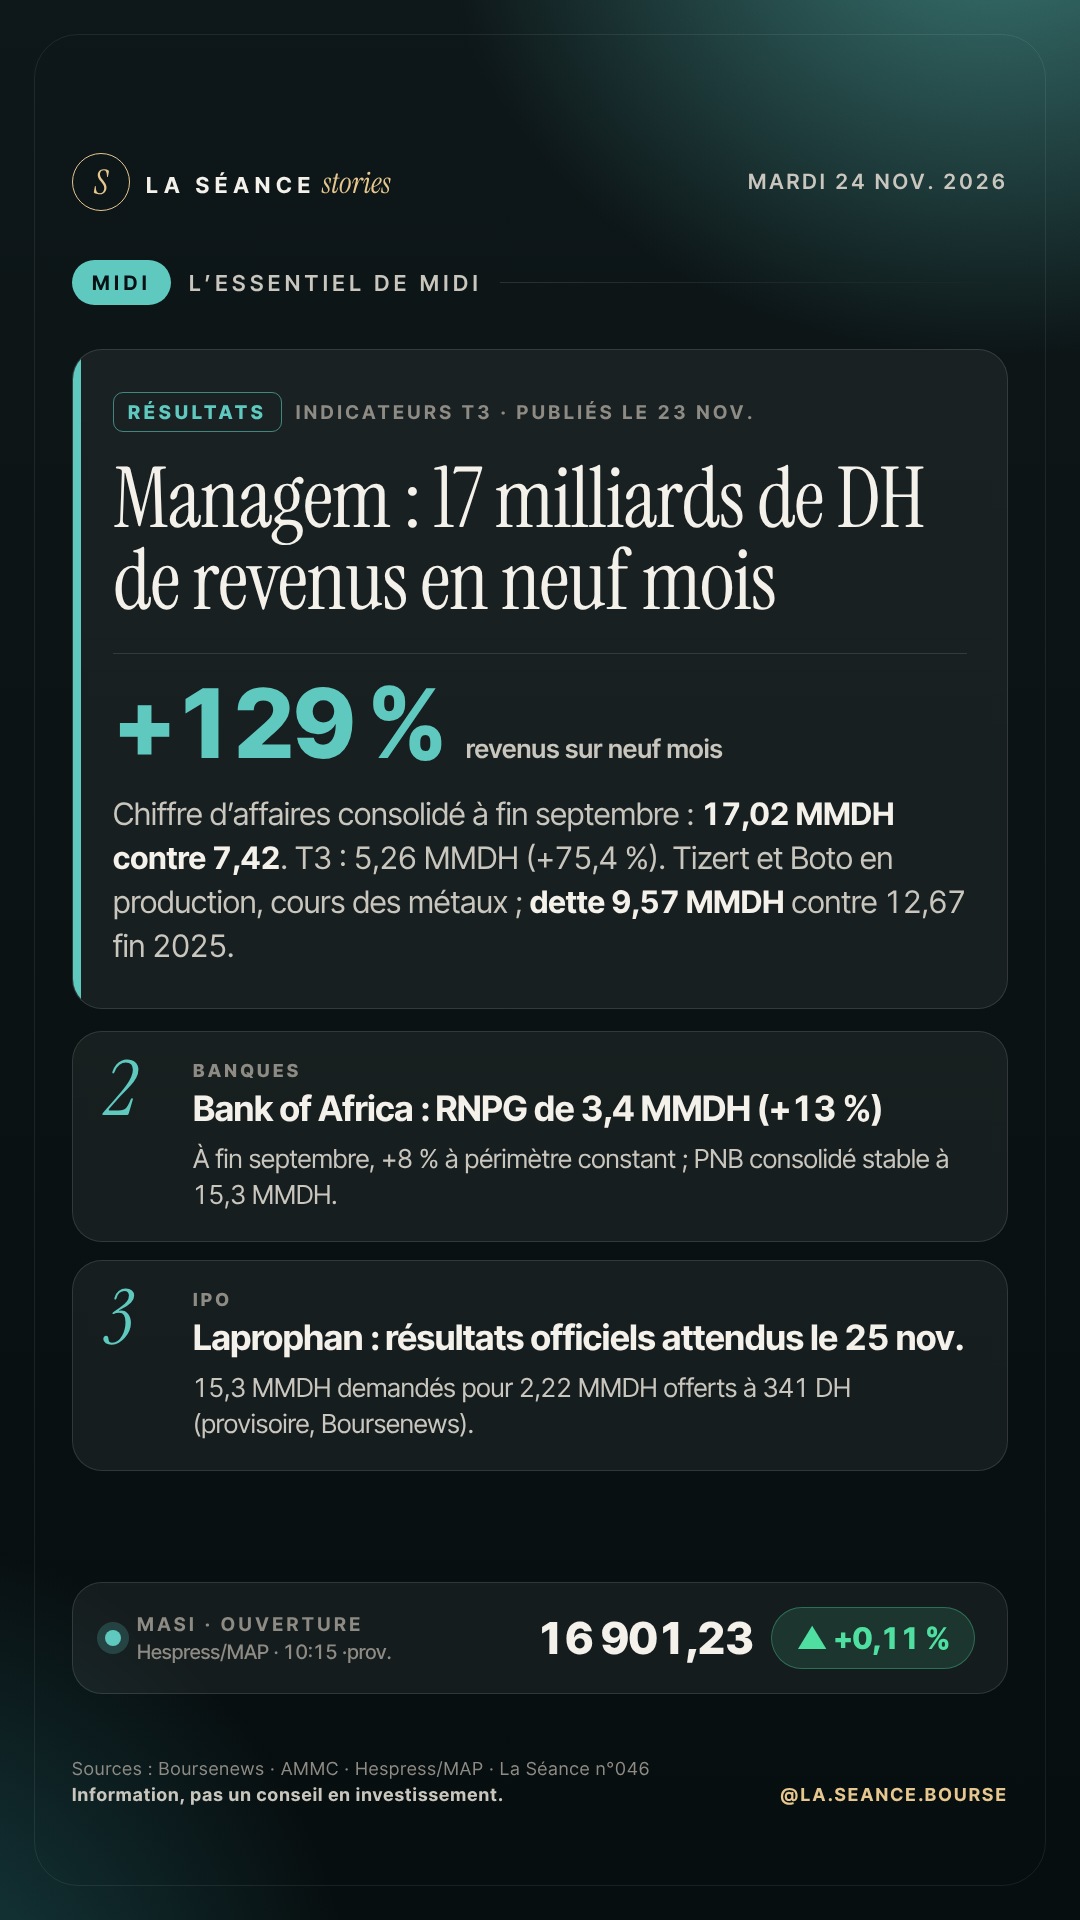 S LA SÉANCE stories
MARDI 24 NOV. 2026
MIDI L’ESSENTIEL DE MIDI
RÉSULTATS INDICATEURS T3 · PUBLIÉS LE 23 NOV.
Managem : 17 milliards de DH
de revenus en neuf mois
+129 % revenus sur neuf mois
Chiffre d’affaires consolidé à fin septembre : 17,02 MMDH
contre 7,42. T3 : 5,26 MMDH (+75,4 %). Tizert et Boto en
production, cours des métaux ; dette 9,57 MMDH contre 12,67
fin 2025.
2
BANQUES
Bank of Africa : RNPG de 3,4 MMDH (+13 %)
À fin septembre, +8 % à périmètre constant ; PNB consolidé stable à
15,3 MMDH.
3
IPO
Laprophan : résultats officiels attendus le 25 nov.
15,3 MMDH demandés pour 2,22 MMDH offerts à 341 DH
(provisoire, Boursenews).
MASI · OUVERTURE
Hespress/MAP · 10:15 ·prov.
16 901,23 ▲ +0,11 %
Sources : Boursenews · AMMC · Hespress/MAP · La Séance n°046
Information, pas un conseil en investissement.
@LA.SEANCE.BOURSE